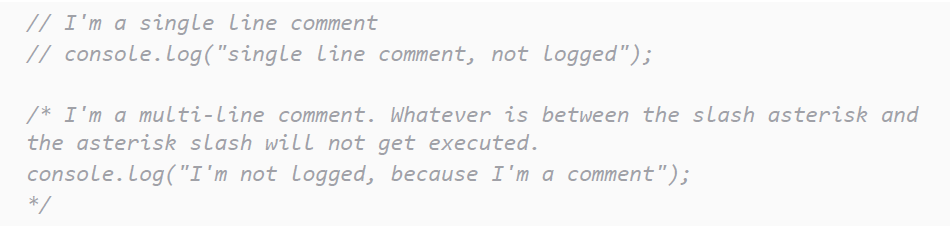 // I'm a single line comment
// console.log("single line comment, not logged");
/* I'm a multi-line comment. Whatever is between the slash asterisk and
the asterisk slash will not get executed.
console.log("I'm not logged, because I'm a comment");
*/